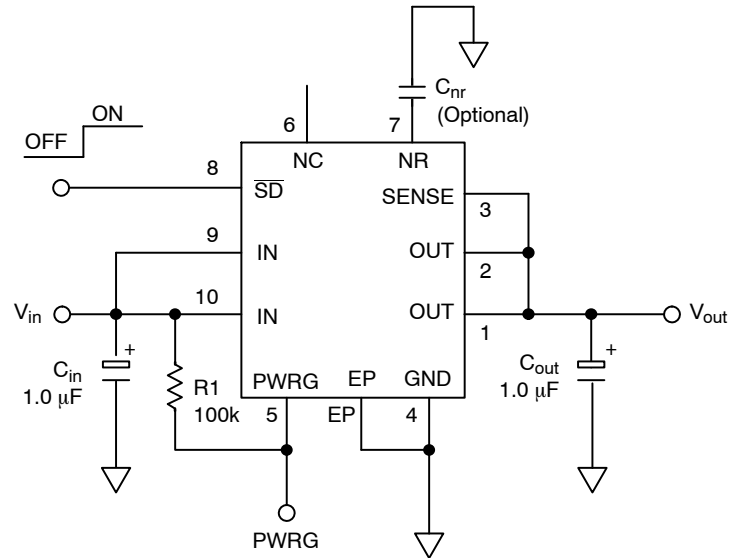 C_nr
(Optional)
ON
OFF
6
7
NC
NR
8
SD
SENSE
3
9
IN
OUT
2
V_in
10
IN
OUT
1
V_out
C_in
1.0 µF
+
R1
100k
PWRG
EP
GND
5
EP
4
C_out
1.0 µF
+
PWRG